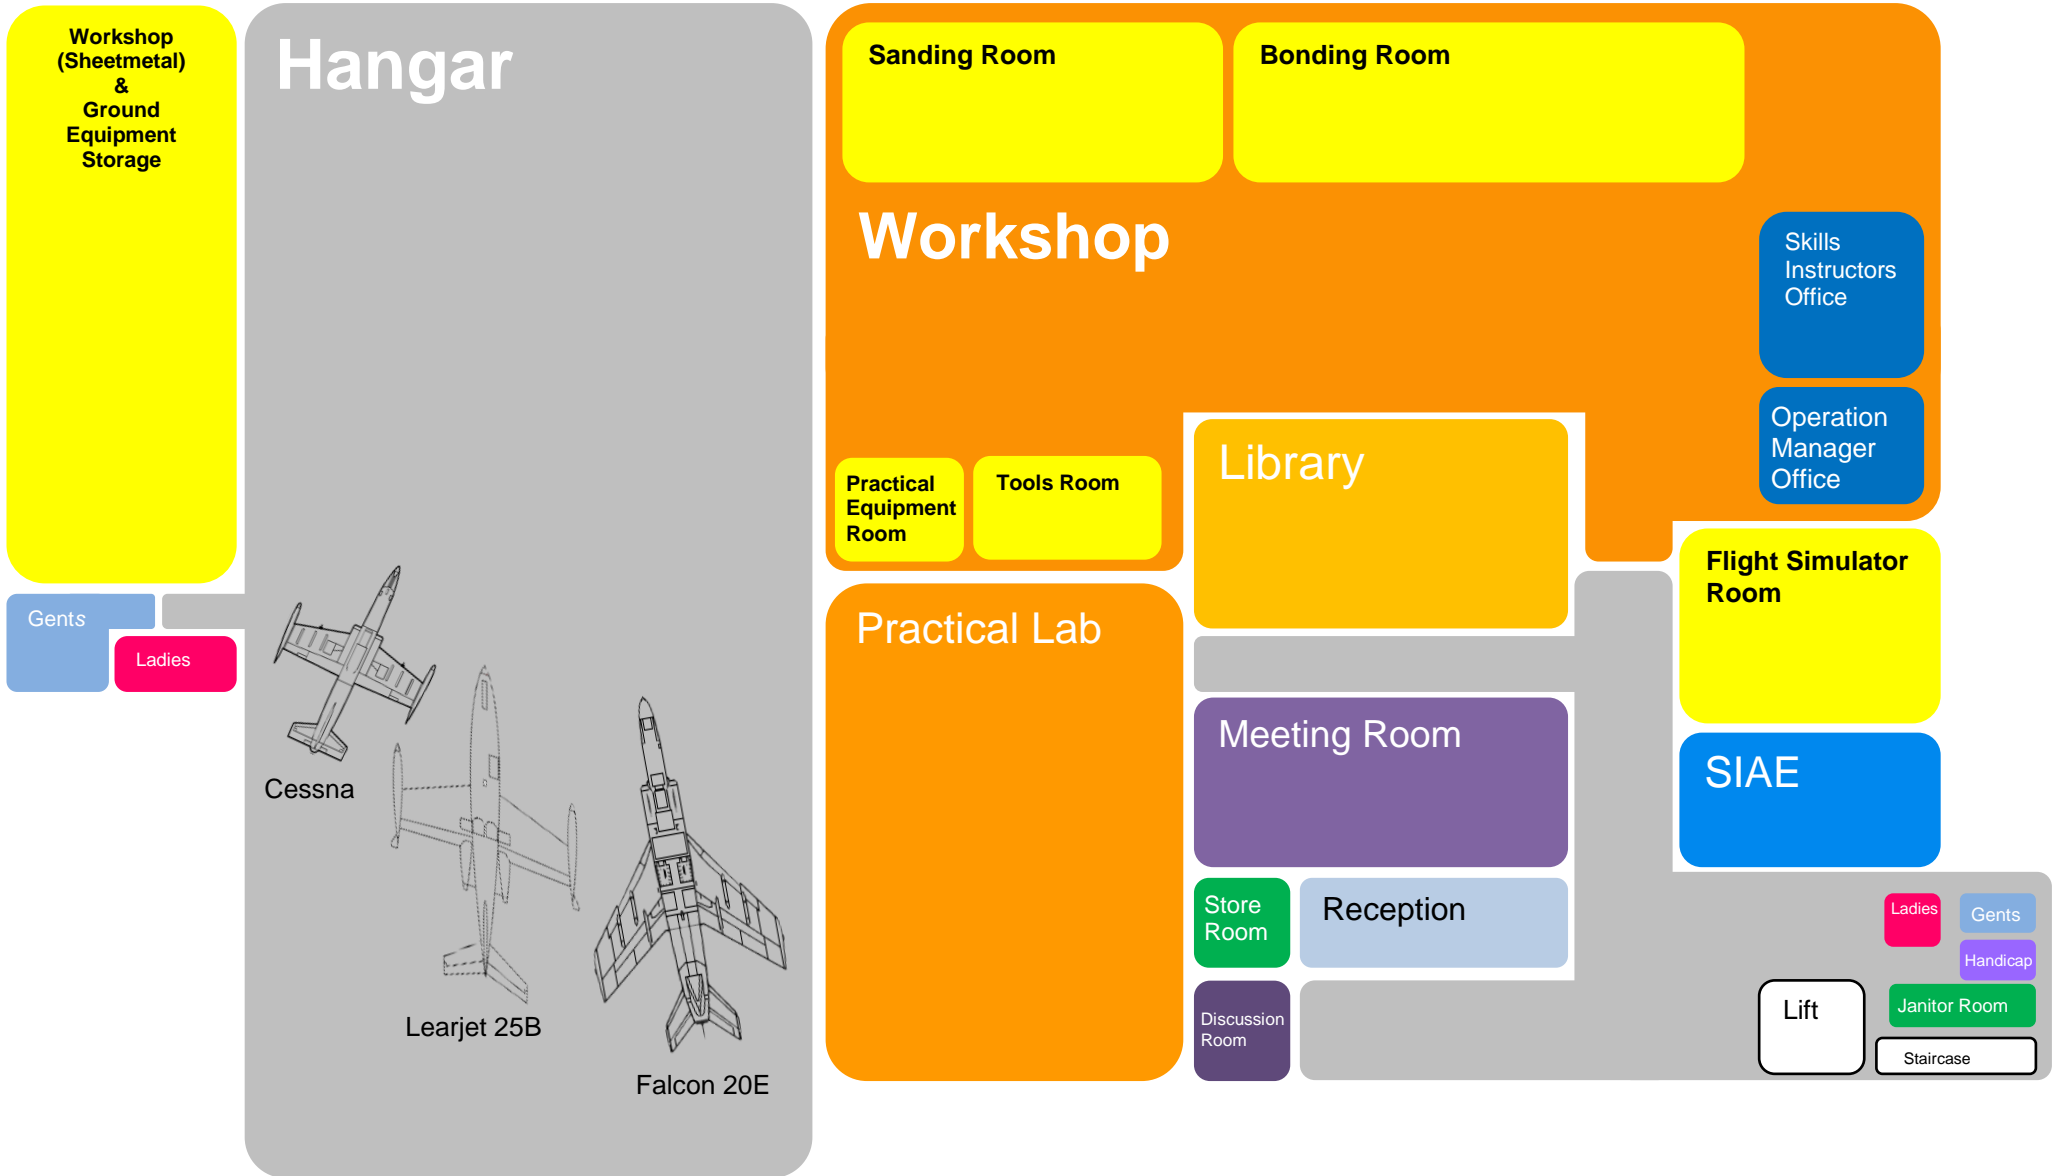 Workshop
(Sheetmetal)
&
Ground
Equipment
Storage
Hangar
Sanding Room
Bonding Room
Workshop
Skills
Instructors
Office
Operation
Manager
Office
Library
Practical
Equipment
Room
Tools Room
Flight Simulator
Room
Gents
Ladies
Practical Lab
Meeting Room
SIAE
Cessna
Learjet 25B
Falcon 20E
Store
Room
Reception
Discussion
Room
Ladies
Gents
Handicap
Lift
Janitor Room
Staircase